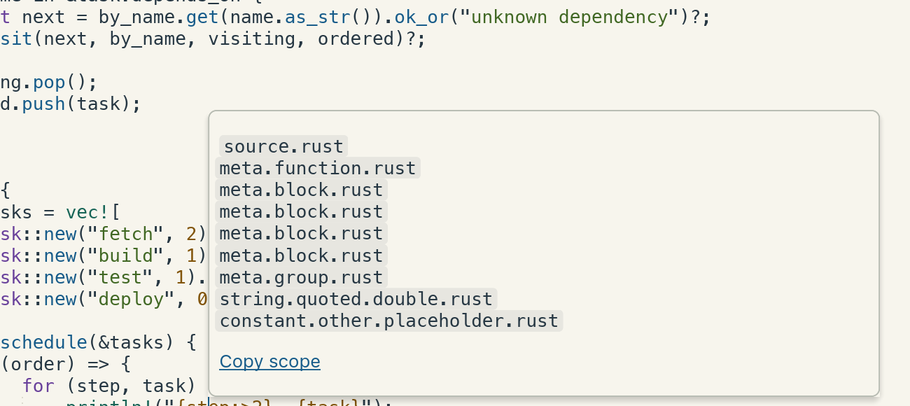 t next = by_name.get(name.as_str()).ok_or("unknown dependency")?;
sit(next, by_name, visiting, ordered)?;
ng.pop();
d.push(task);
{
sks = vec![
sk::new("fetch", 2)
sk::new("build", 1)
sk::new("test", 1).
sk::new("deploy", 0
schedule(&tasks) {
(order) => {
for (step, task)
source.rust
meta.function.rust
meta.block.rust
meta.block.rust
meta.block.rust
meta.block.rust
meta.group.rust
string.quoted.double.rust
constant.other.placeholder.rust
Copy scope